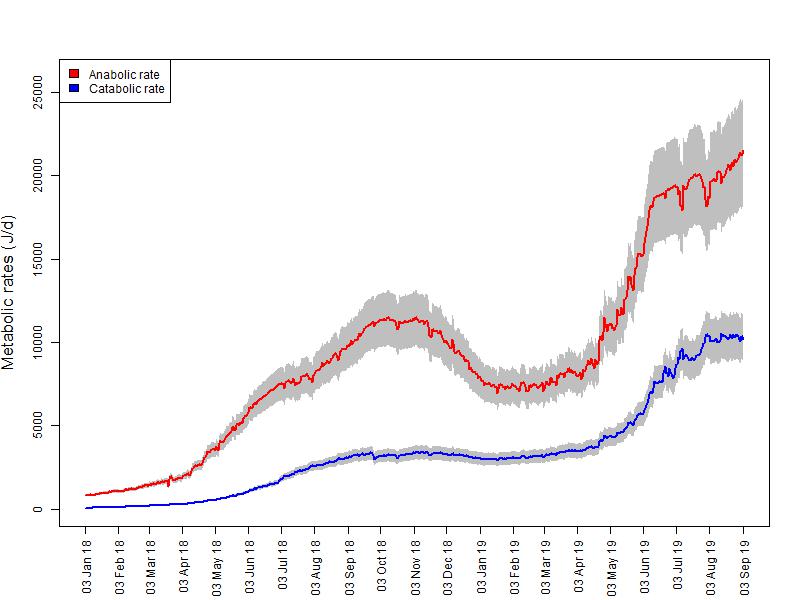 Anabolic rate
Catabolic rate
Metabolic rates (J/d)
25000
20000
15000
10000
5000
0
03 Jan 18
03 Feb 18
03 Mar 18
03 Apr 18
03 May 18
03 Jun 18
03 Jul 18
03 Aug 18
03 Sep 18
03 Oct 18
03 Nov 18
03 Dec 18
03 Jan 19
03 Feb 19
03 Mar 19
03 Apr 19
03 May 19
03 Jun 19
03 Jul 19
03 Aug 19
03 Sep 19